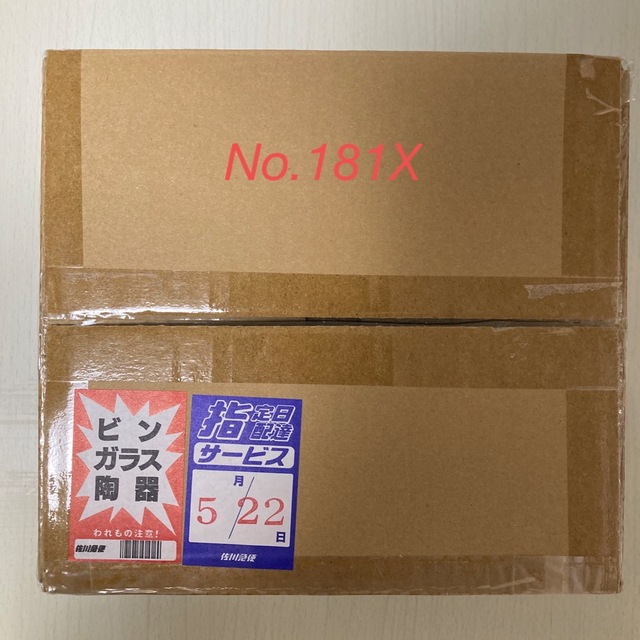 No.181X
ビン
ガラス
陶器
われもの注意!
佐川急便
指定日
配達
サービス
月
5/22
日
佐川急便